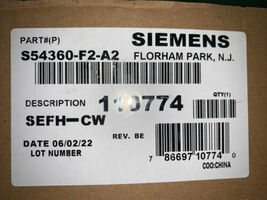 PART#(P) SIEMENS
S54360-F2-A2 FLORHAM PARK, N.J.
DESCRIPTION 110774 QTY(1)
SEFH-CW
DATE 06/02/22 REV. BE
LOT NUMBER
7 86697 10774 0
COO:CHINA